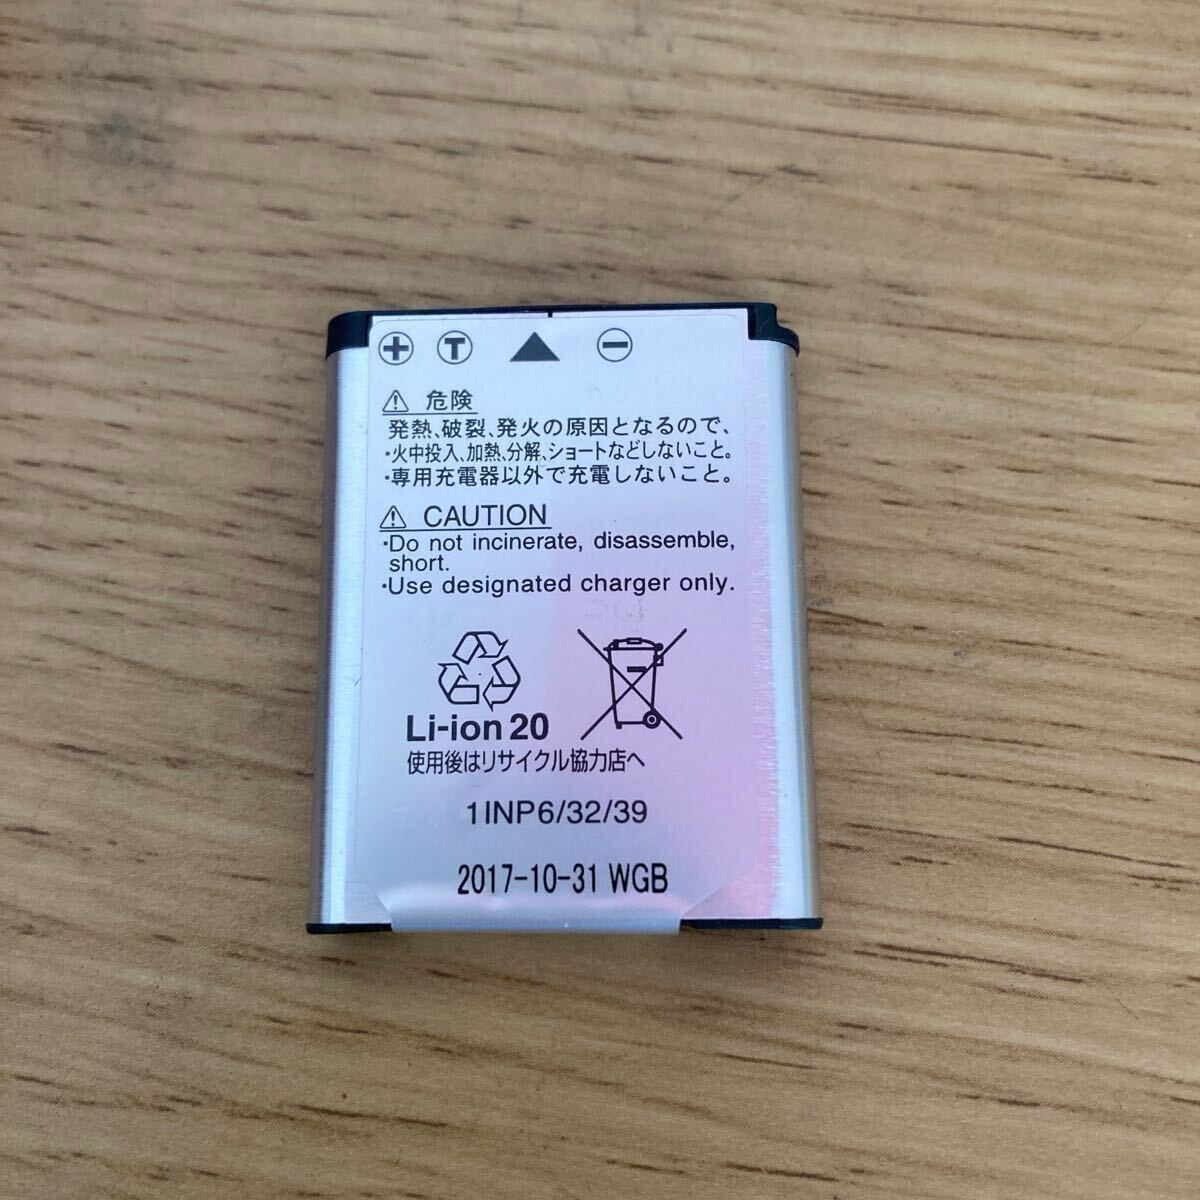 + T ▲ −
⚠ 危険
発熱、破裂、発火の原因となるので、
・火中投入、加熱、分解、ショートなどしないこと。
・専用充電器以外で充電しないこと。
⚠ CAUTION
・Do not incinerate, disassemble,
short.
・Use designated charger only.
Li-ion 20
使用後はリサイクル協力店へ
1INP6/32/39
2017-10-31 WGB